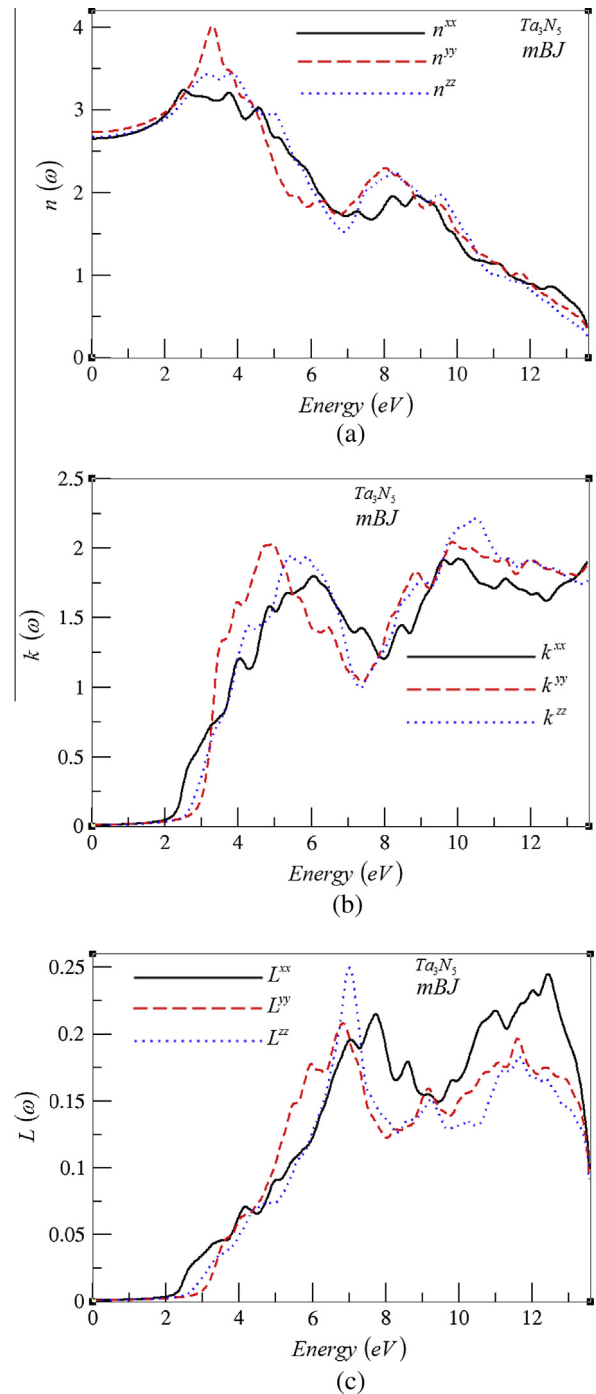 4
3
2
1
0
n (ω)
n^xx
n^yy
n^zz
Ta₃N₅
mBJ
0 2 4 6 8 10 12
Energy (eV)
(a)
2.5
2
1.5
1
0.5
0
k (ω)
Ta₃N₅
mBJ
k^xx
k^yy
k^zz
0 2 4 6 8 10 12
Energy (eV)
(b)
0.25
0.2
0.15
0.1
0.05
0
L (ω)
L^xx
L^yy
L^zz
Ta₃N₅
mBJ
0 2 4 6 8 10 12
Energy (eV)
(c)